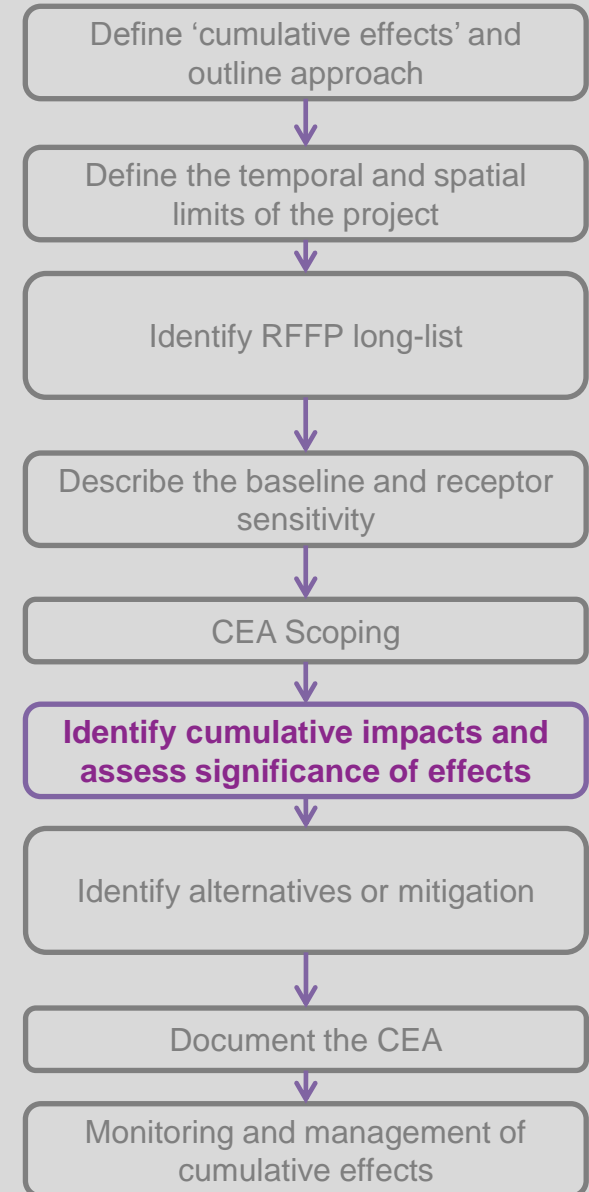 Define ‘cumulative effects’ and
outline approach
Define the temporal and spatial
limits of the project
Identify RFFP long-list
Describe the baseline and receptor
sensitivity
CEA Scoping
Identify cumulative impacts and
assess significance of effects
Identify alternatives or mitigation
Document the CEA
Monitoring and management of
cumulative effects